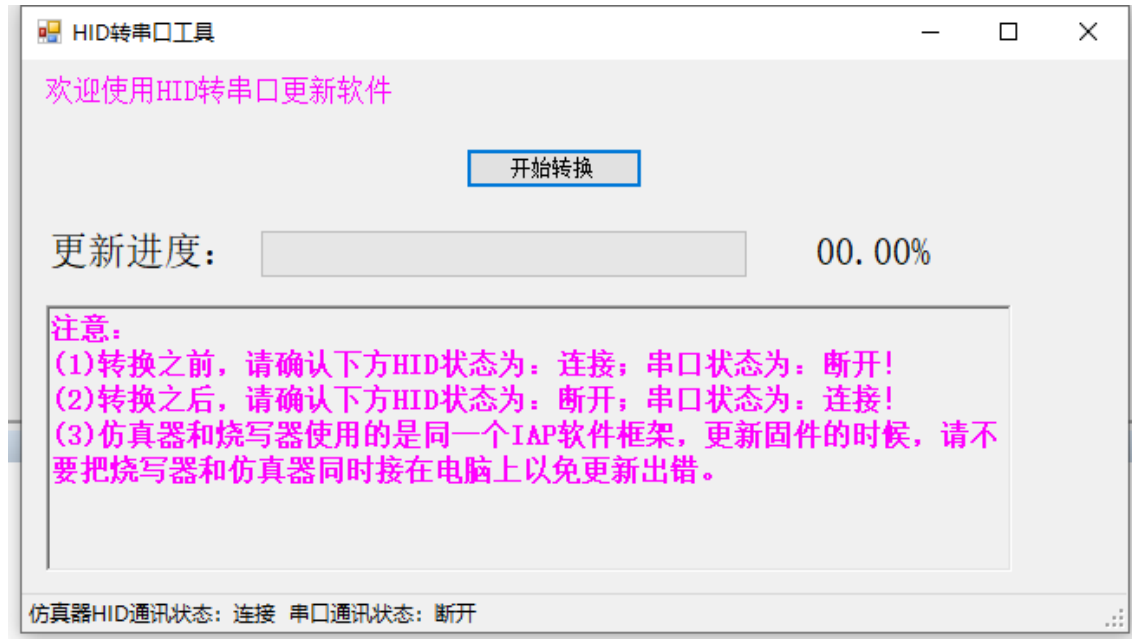 HID转串口工具
欢迎使用HID转串口更新软件
开始转换
更新进度： 00.00%
注意：
(1)转换之前，请确认下方HID状态为：连接；串口状态为：断开！
(2)转换之后，请确认下方HID状态为：断开；串口状态为：连接！
(3)仿真器和烧写器使用的是同一个IAP软件框架，更新固件的时候，请不
要把烧写器和仿真器同时接在电脑上以免更新出错。
仿真器HID通讯状态：连接 串口通讯状态：断开